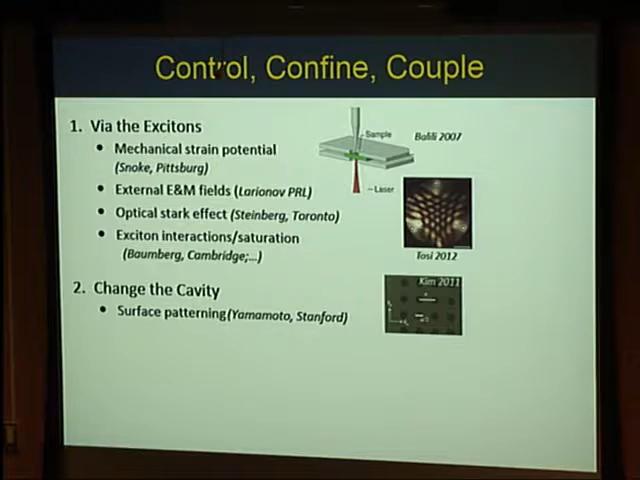 Control, Confine, Couple
1. Via the Excitons
• Mechanical strain potential
(Snoke, Pittsburg)
• External E&M fields (Larionov PRL)
• Optical stark effect (Steinberg, Toronto)
• Exciton interactions/saturation
(Baumberg, Cambridge;...)
2. Change the Cavity
• Surface patterning (Yamamoto, Stanford)
Sample
Balili 2007
Laser
Tosi 2012
Kim 2011